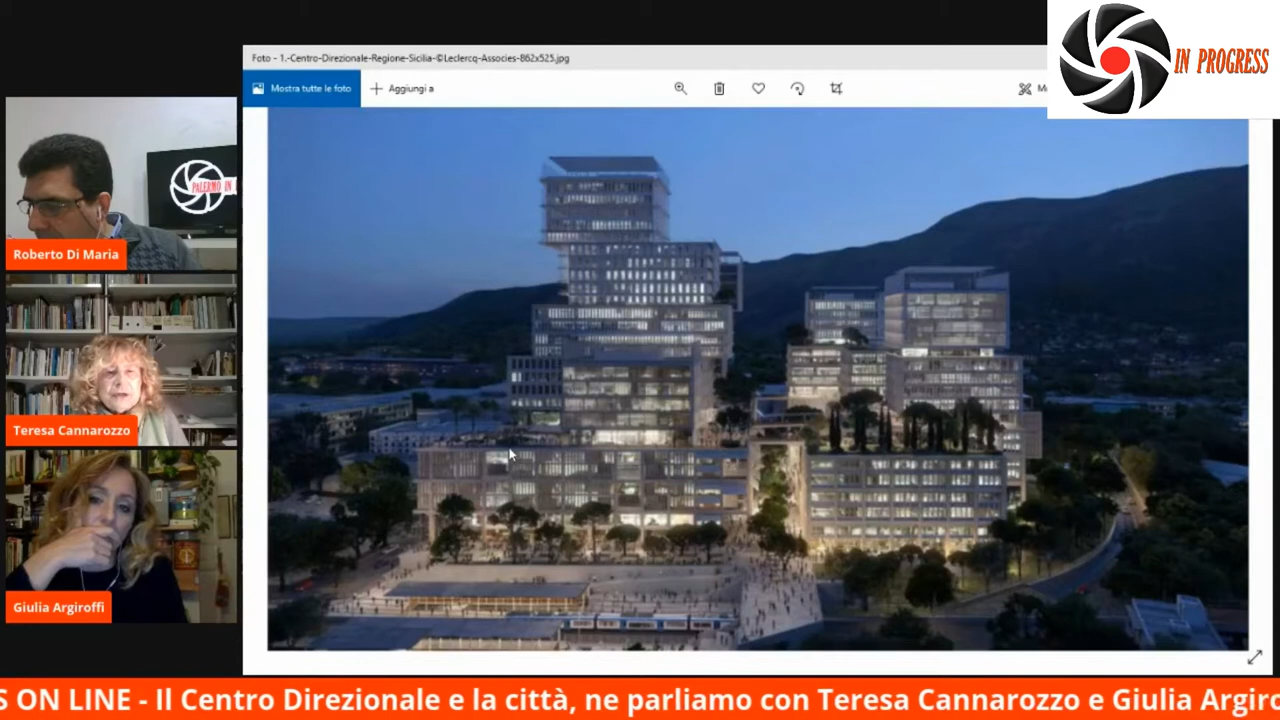 Foto - 1.-Centro-Direzionale-Regione-Sicilia-©Leclercq-Associes-862x525.jpg
IN PROGRESS
Mostra tutte le foto
Aggiungi a
PALERMO IN
Roberto Di Maria
Teresa Cannarozzo
Giulia Argiroffi
S ON LINE - Il Centro Direzionale e la città, ne parliamo con Teresa Cannarozzo e Giulia Argiro